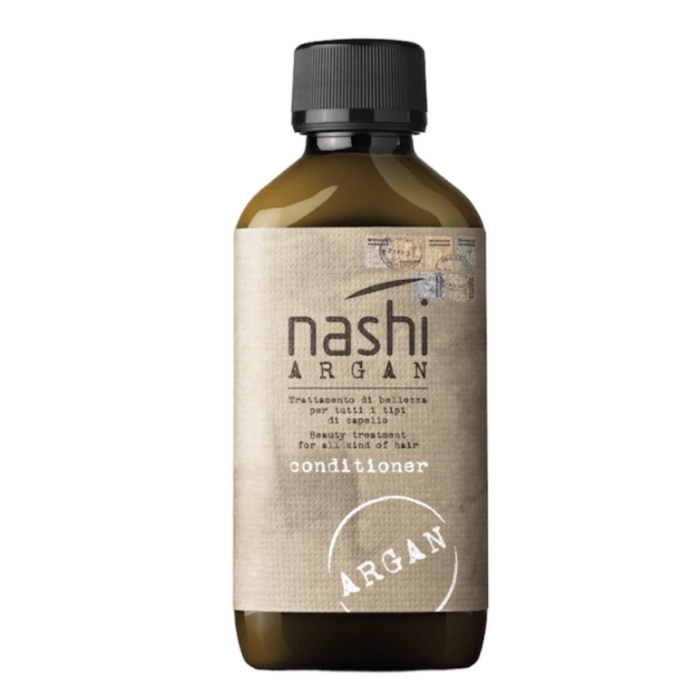 nashi
ARGAN
Trattamento di bellezza
per tutti i tipi
di capello
Beauty treatment
for all kind of hair
conditioner
ARGAN